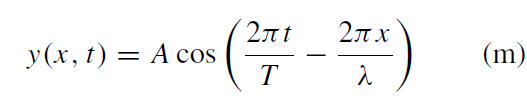 y(x, t) = A cos (2πt/T − 2πx/λ) (m)